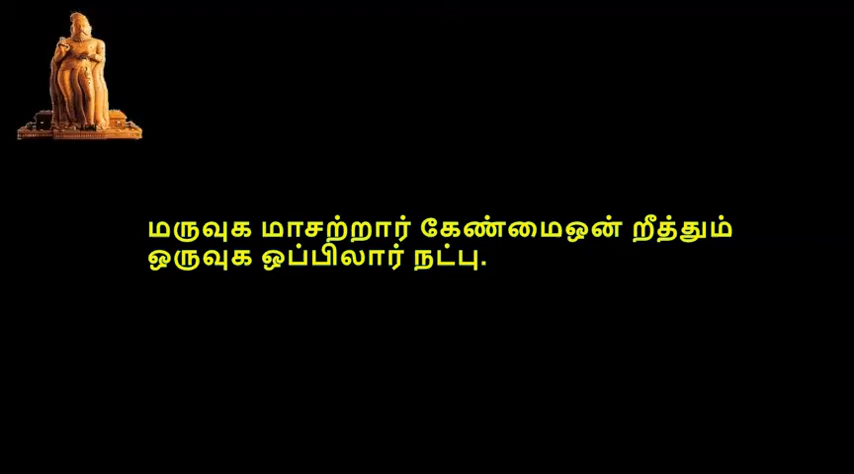 மருவுக மாசற்றார் கேண்மைஒன் றீத்தும்
ஒருவுக ஒப்பிலார் நட்பு.